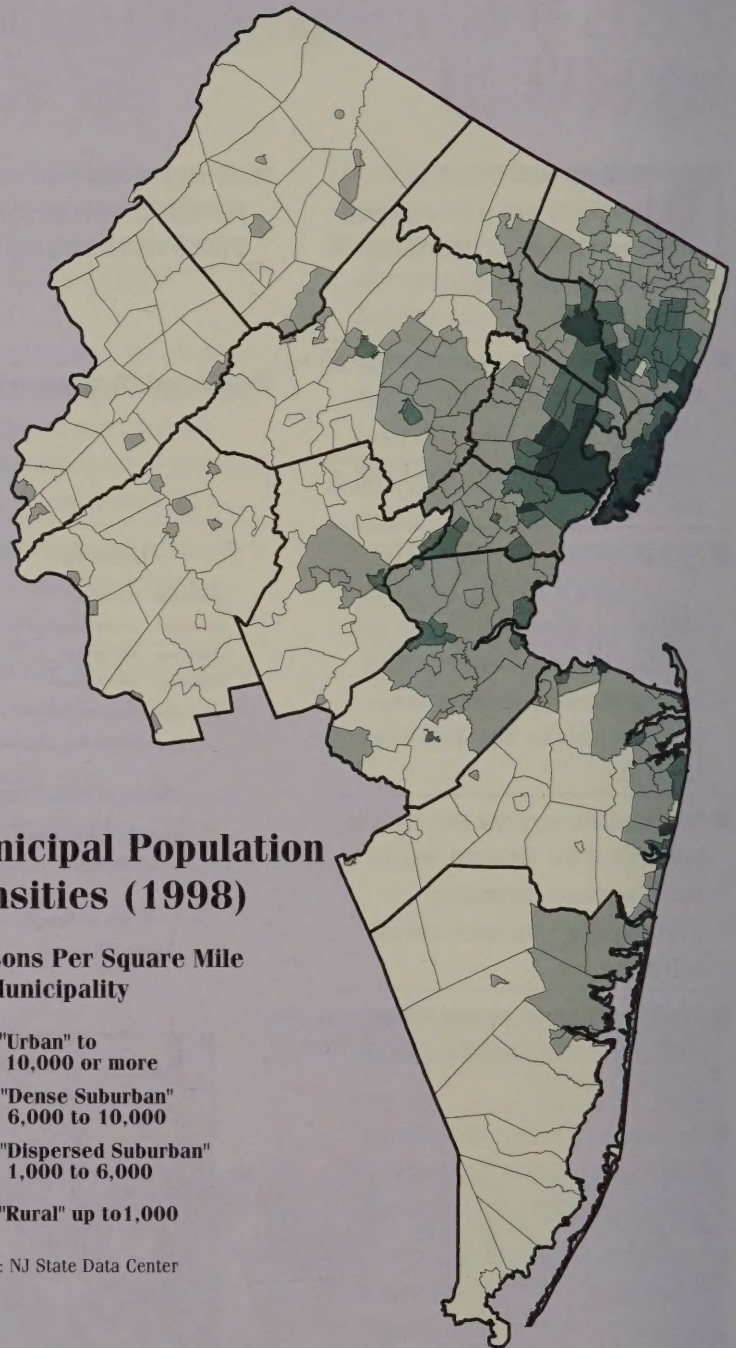 nicipal Population
nsities (1998)
ons Per Square Mile
Municipality
"Urban" to
10,000 or more
"Dense Suburban"
6,000 to 10,000
"Dispersed Suburban"
1,000 to 6,000
"Rural" up to1,000
: NJ State Data Center